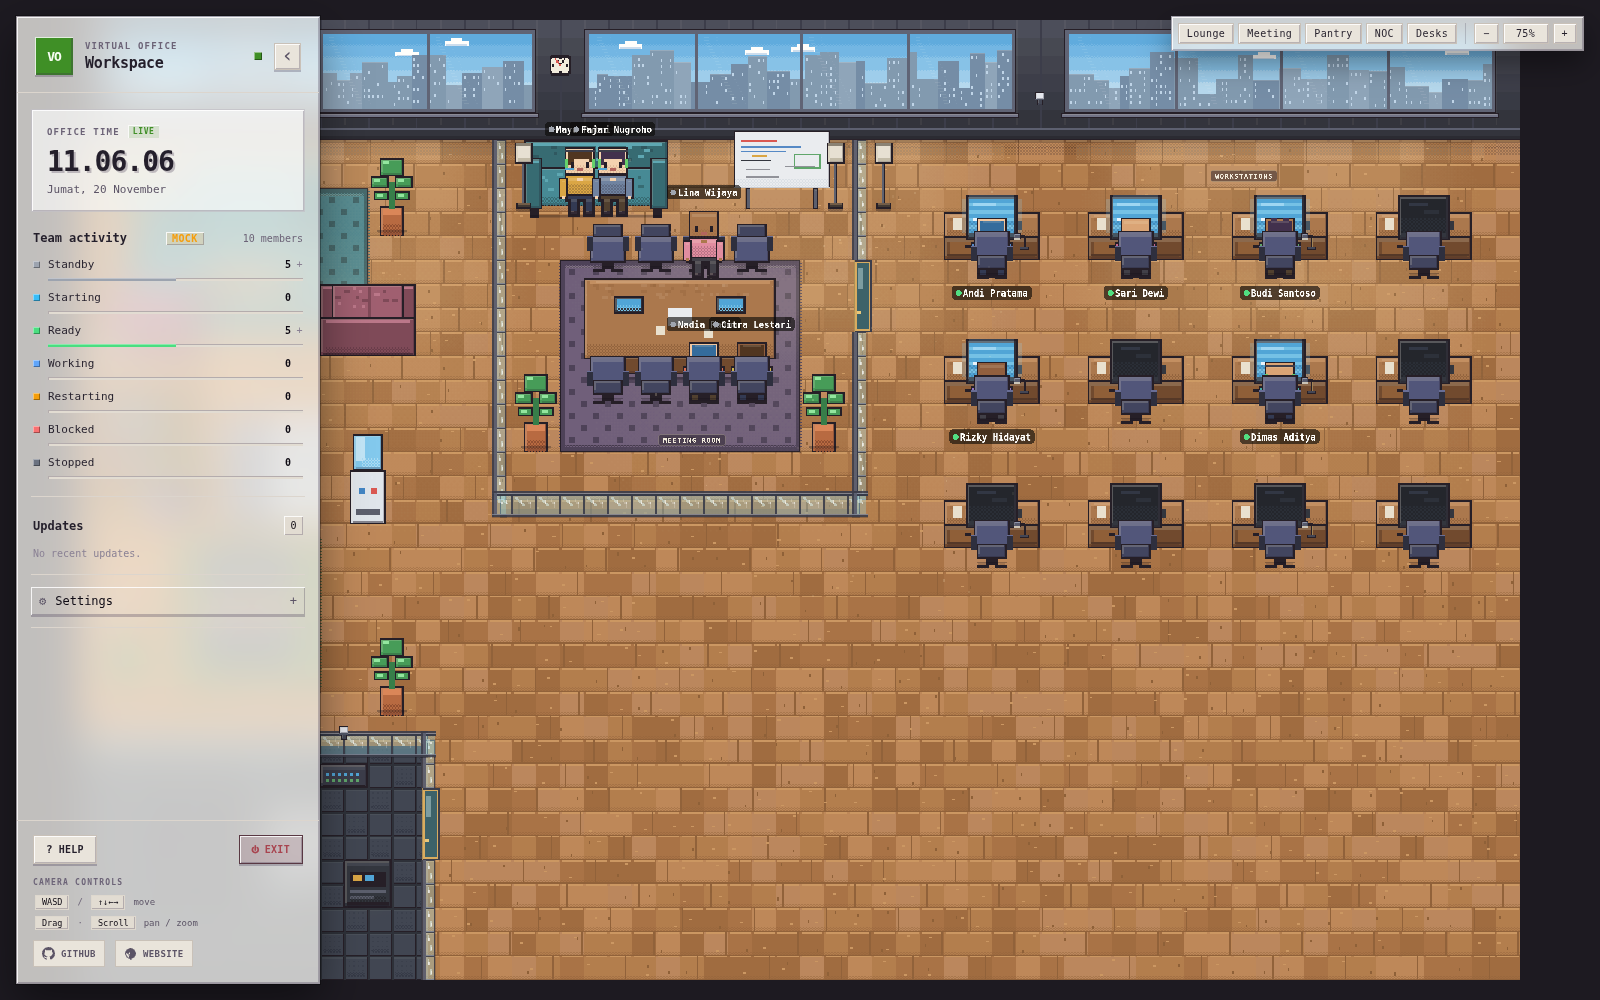 VO
VIRTUAL OFFICE
Workspace
OFFICE TIME LIVE
11.06.06
Jumat, 20 November
Team activity MOCK 10 members
Standby 5 +
Starting 0
Ready 5 +
Working 0
Restarting 0
Blocked 0
Stopped 0
Updates 0
No recent updates.
Settings +
? HELP
EXIT
CAMERA CONTROLS
WASD / ↑↓←→ move
Drag · Scroll pan / zoom
GITHUB WEBSITE
Lounge Meeting Pantry NOC Desks − 75% +
May Fajar Nugroho
Lina Wijaya
WORKSTATIONS
Andi Pratama Sari Dewi Budi Santoso
Nadia Citra Lestari
Rizky Hidayat Dimas Aditya
MEETING ROOM